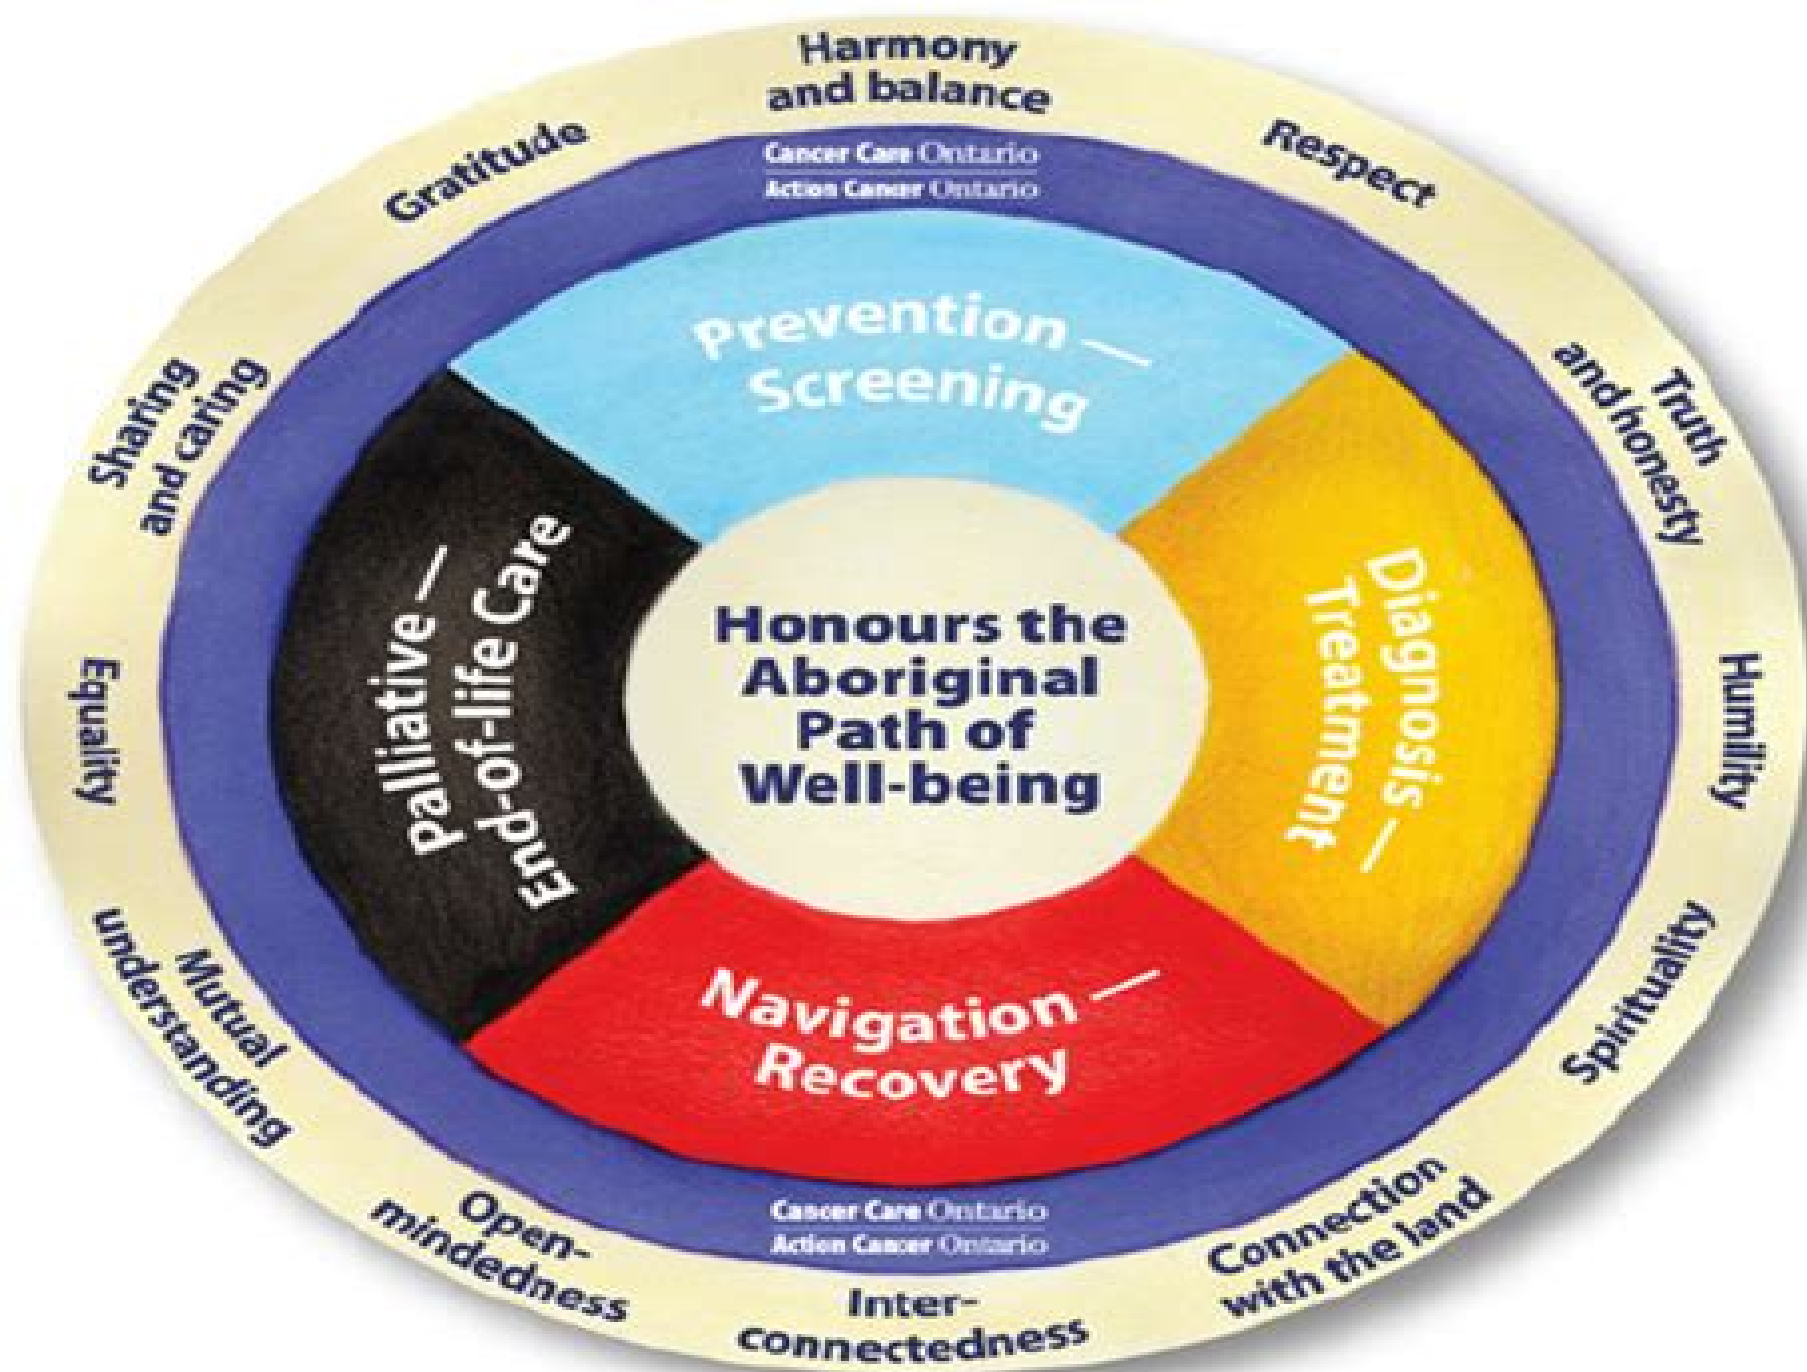 Harmony
and balance
Respect
Truth
and honesty
Humility
Spirituality
Connection
with the land
Inter-
connectedness
Open-
mindedness
Mutual
understanding
Equality
Sharing
and caring
Gratitude
Cancer Care Ontario
Action Cancer Ontario
Prevention —
Screening
Diagnosis —
Treatment
Navigation —
Recovery
Palliative —
End-of-life Care
Honours the
Aboriginal
Path of
Well-being
Cancer Care Ontario
Action Cancer Ontario